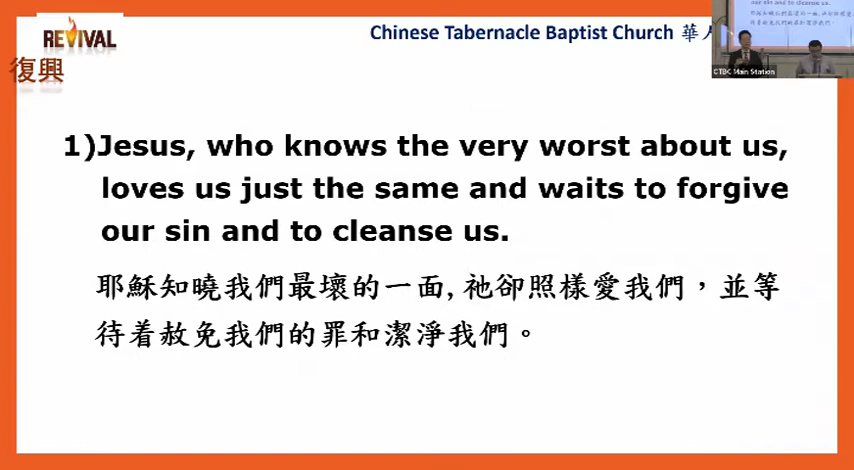 REVIVAL
復興
Chinese Tabernacle Baptist Church 華人
CTBC Main Station
1)Jesus, who knows the very worst about us,
loves us just the same and waits to forgive
our sin and to cleanse us.
耶穌知曉我們最壞的一面, 祂卻照樣愛我們，並等
待着赦免我們的罪和潔淨我們。